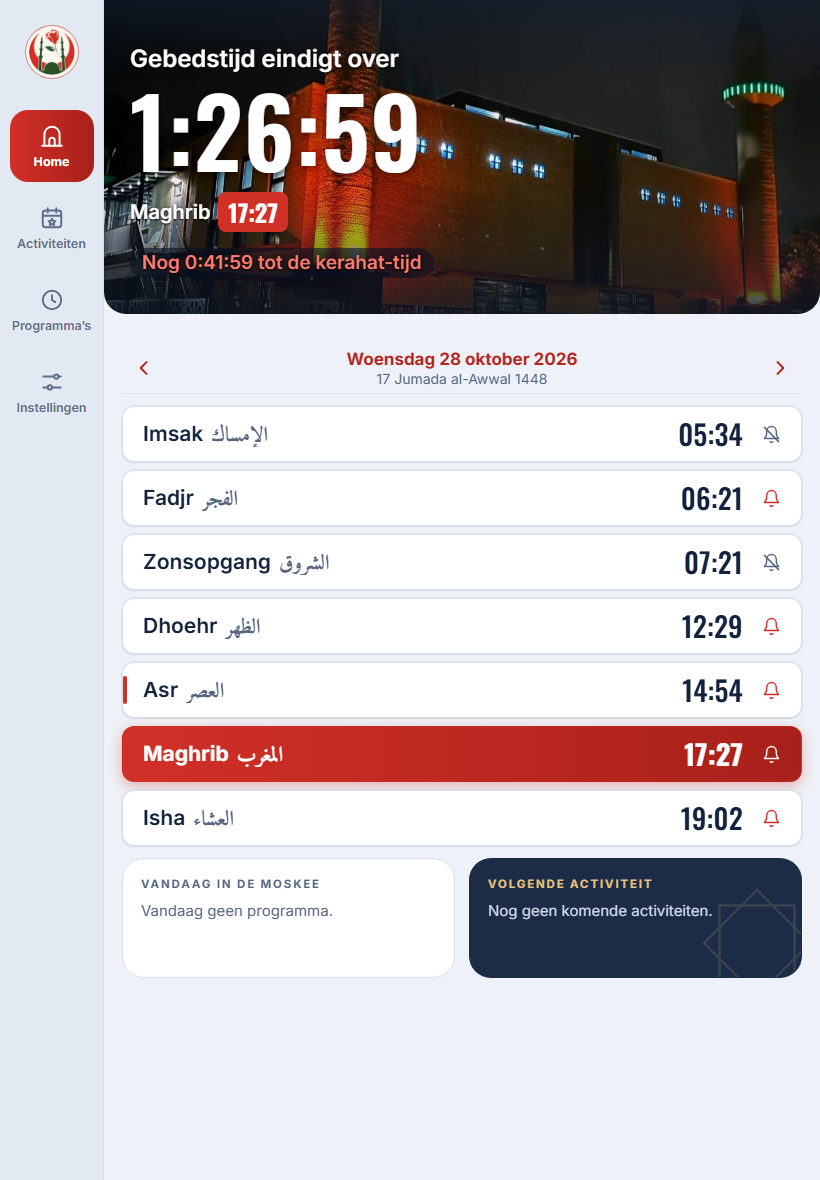 Home
Activiteiten
Programma's
Instellingen
Gebedstijd eindigt over
1:26:59
Maghrib 17:27
Nog 0:41:59 tot de kerahat-tijd
Woensdag 28 oktober 2026
17 Jumada al-Awwal 1448
Imsak الإمساك 05:34
Fadjr الفجر 06:21
Zonsopgang الشروق 07:21
Dhoehr الظهر 12:29
Asr العصر 14:54
Maghrib المغرب 17:27
Isha العشاء 19:02
VANDAAG IN DE MOSKEE
Vandaag geen programma.
VOLGENDE ACTIVITEIT
Nog geen komende activiteiten.